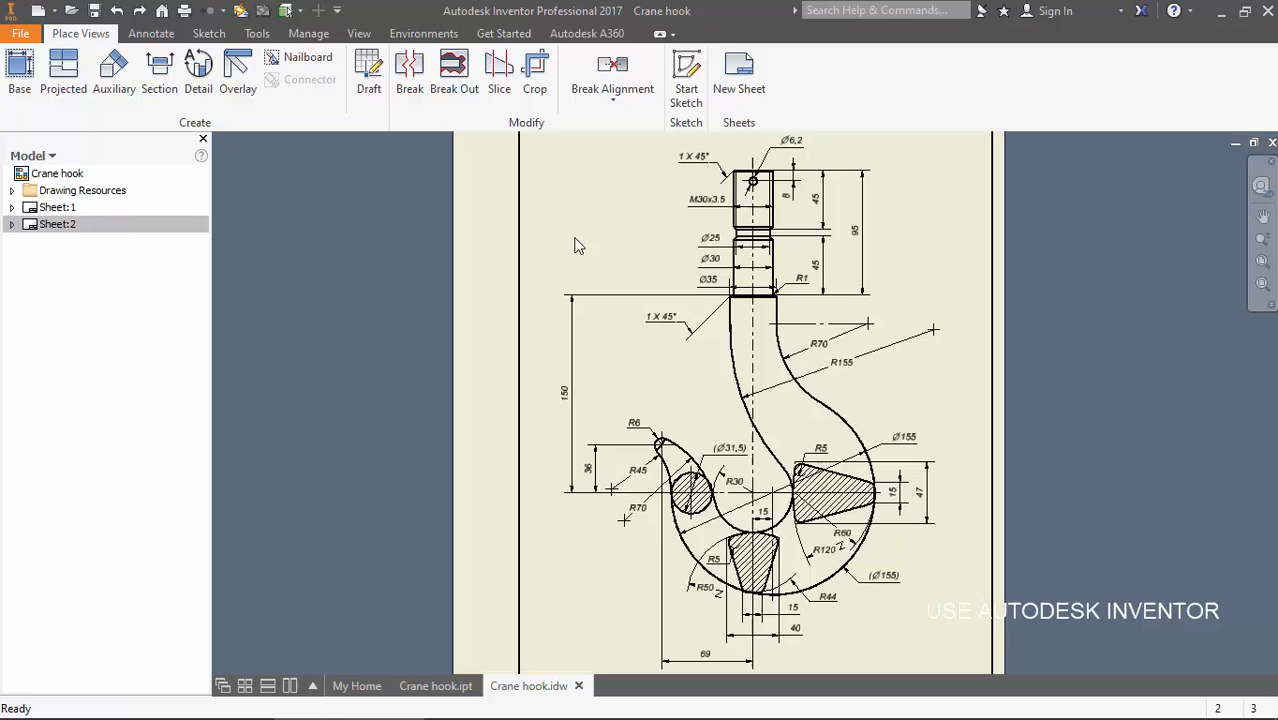 Autodesk Inventor Professional 2017 Crane hook
Search Help & Commands...
Sign In
PRO
File
Place Views
Annotate
Sketch
Tools
Manage
View
Environments
Get Started
Autodesk A360
Base
Projected
Auxiliary
Section
Detail
Overlay
Nailboard
Connector
Draft
Break
Break Out
Slice
Crop
Break Alignment
Start
Sketch
New Sheet
Create
Modify
Sketch
Sheets
Model
Crane hook
Drawing Resources
Sheet:1
Sheet:2
Ø6,2
1 X 45°
M30x3.5
8
45
95
Ø25
Ø30
45
Ø35
R1
1 X 45°
R70
R155
150
R6
(Ø31,5)
R5
Ø155
36
R45
R30
15
47
R70
15
R60
R120
N
R5
(Ø155)
R50
N
R44
15
40
69
USE AUTODESK INVENTOR
My Home
Crane hook.ipt
Crane hook.idw
Ready
2
3